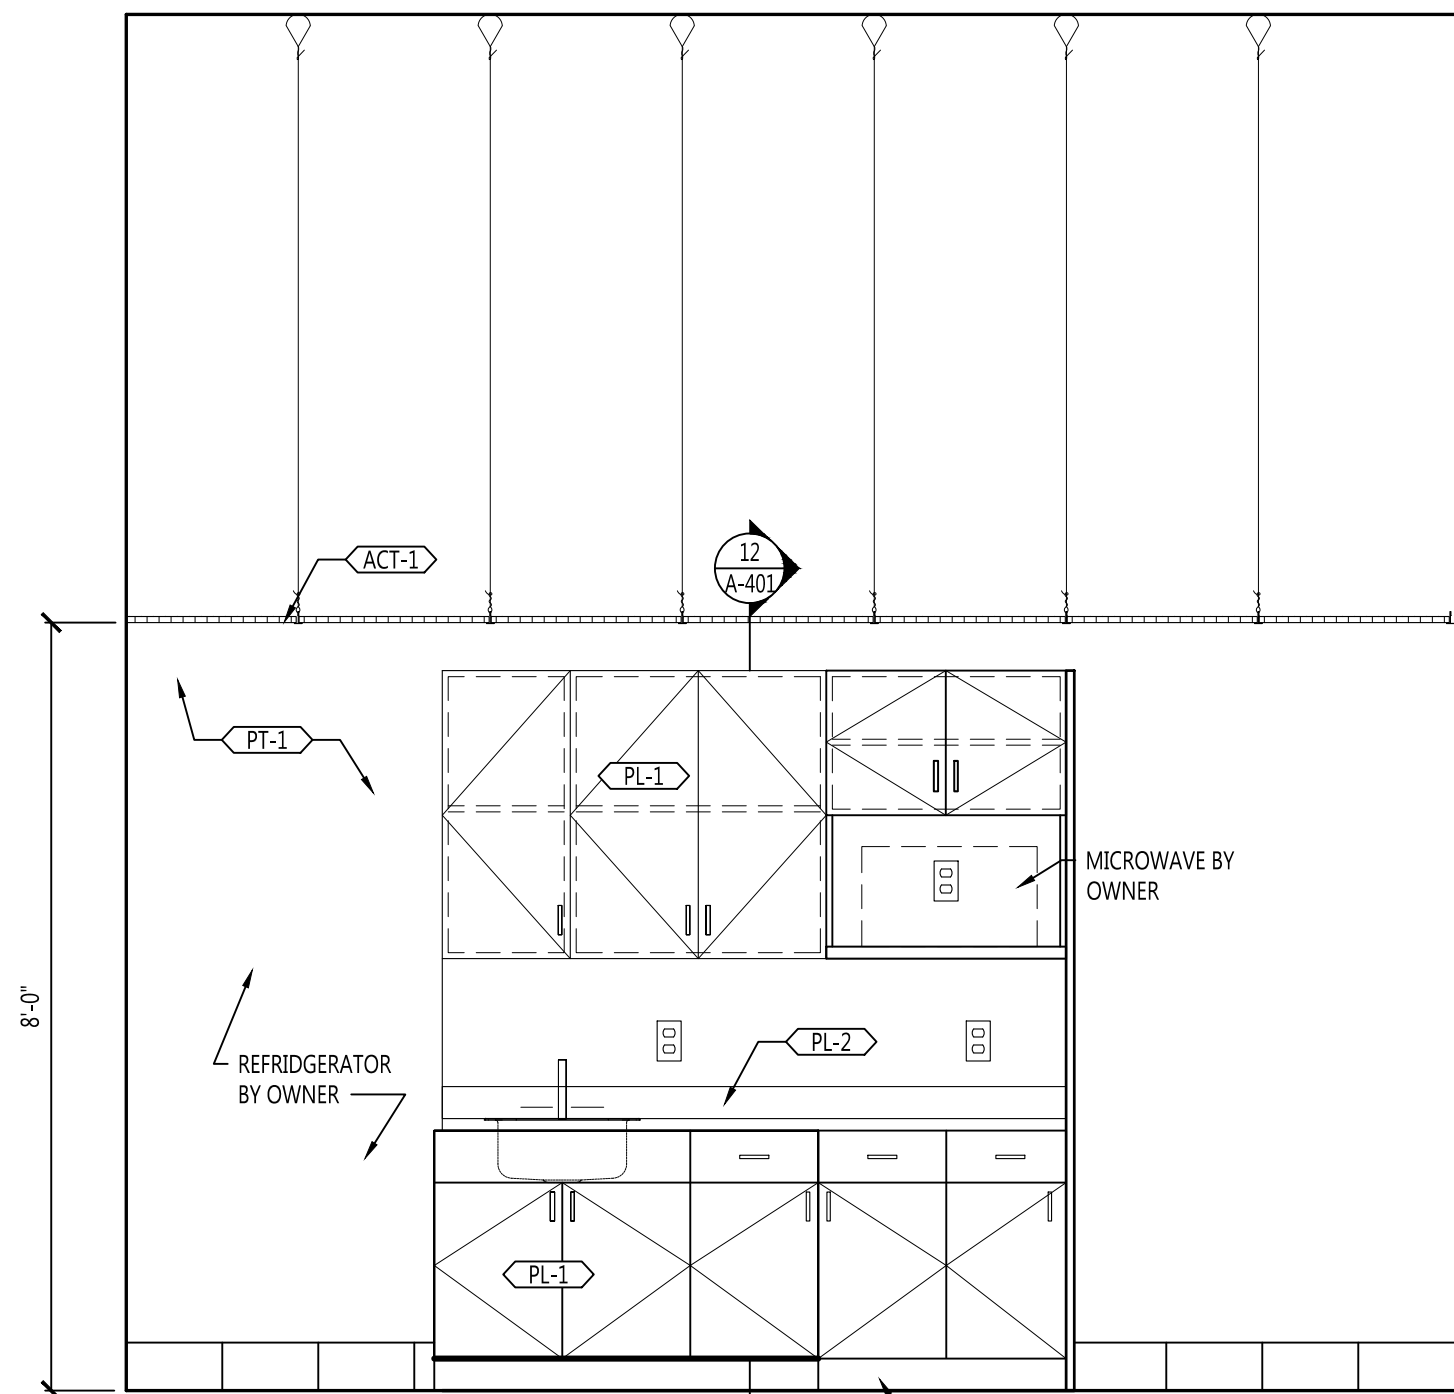 12
A-401
ACT-1
PT-1
PL-1
MICROWAVE BY
OWNER
8'-0"
PL-2
REFRIDGERATOR
BY OWNER
PL-1